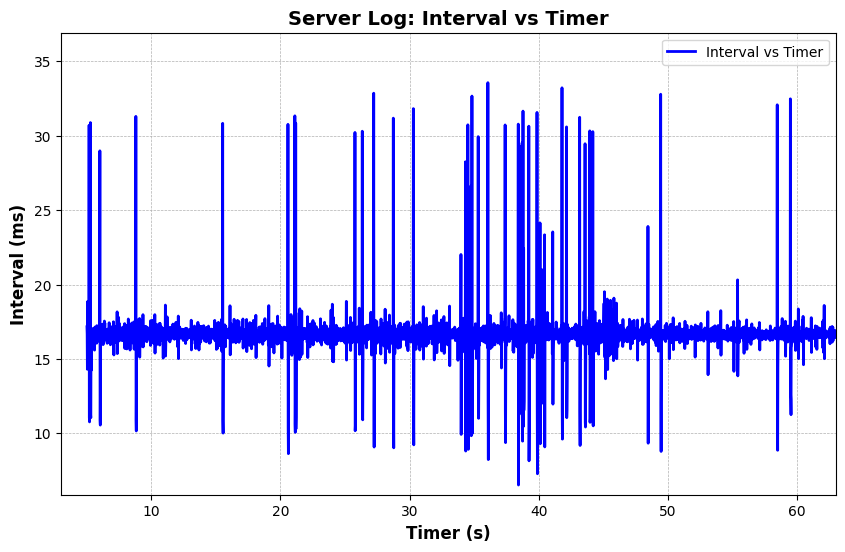 Server Log: Interval vs Timer
Interval vs Timer
35
30
25
20
15
10
Interval (ms)
10 20 30 40 50 60
Timer (s)